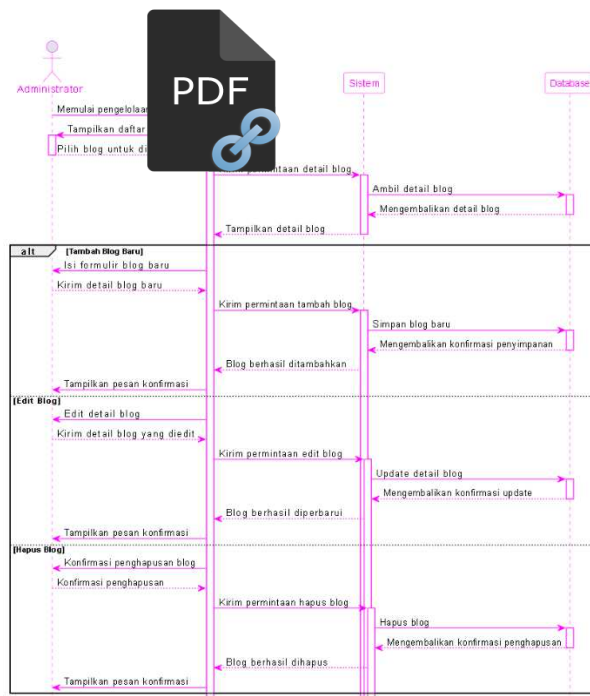 PDF
Administrator
Sistem
Database
Memulai pengelolaan
Tampilkan daftar
Pilih blog untuk
permintaan detail blog
Ambil detail blog
Mengembalikan detail blog
Tampilkan detail blog
alt [Tambah Blog Baru]
Isi formulir blog baru
Kirim detail blog baru
Kirim permintaan tambah blog
Simpan blog baru
Mengembalikan konfirmasi penyimpanan
Blog berhasil ditambahkan
Tampilkan pesan konfirmasi
[Edit Blog]
Edit detail blog
Kirim detail blog yang diedit
Kirim permintaan edit blog
Update detail blog
Mengembalikan konfirmasi update
Blog berhasil diperbarui
Tampilkan pesan konfirmasi
[Hapus Blog]
Konfirmasi penghapusan blog
Konfirmasi penghapusan
Kirim permintaan hapus blog
Hapus blog
Mengembalikan konfirmasi penghapusan
Blog berhasil dihapus
Tampilkan pesan konfirmasi